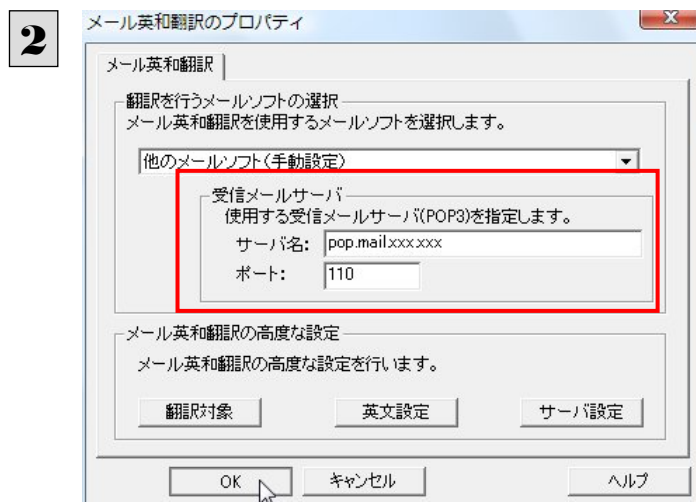 2
メール英和翻訳のプロパティ
メール英和翻訳
翻訳を行うメールソフトの選択
メール英和翻訳を使用するメールソフトを選択します。
他のメールソフト(手動設定)
受信メールサーバ
使用する受信メールサーバ(POP3)を指定します。
サーバ名: pop.mail.xxx.xxx
ポート: 110
メール英和翻訳の高度な設定
メール英和翻訳の高度な設定を行います。
翻訳対象 英文設定 サーバ設定
OK キャンセル ヘルプ